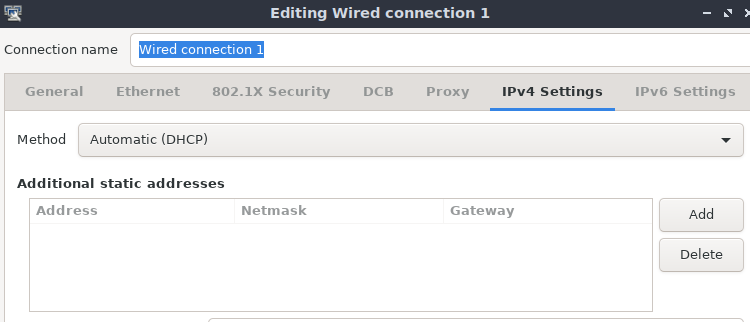 Editing Wired connection 1
Connection name Wired connection 1
General Ethernet 802.1X Security DCB Proxy IPv4 Settings IPv6 Settings
Method Automatic (DHCP)
Additional static addresses
Address Netmask Gateway Add
Delete